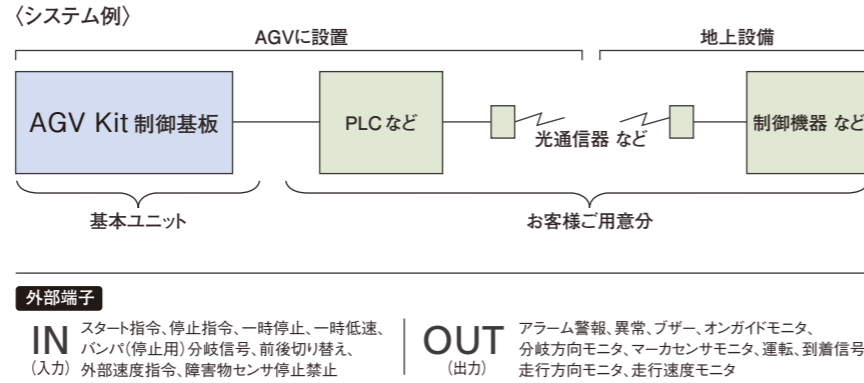 〈システム例〉
AGVに設置
地上設備
AGV Kit 制御基板
PLCなど
光通信器 など
制御機器 など
基本ユニット
お客様ご用意分
外部端子
IN
(入力)
スタート指令、停止指令、一時停止、一時低速、
バンパ(停止用)分岐信号、前後切り替え、
外部速度指令、障害物センサ停止禁止
OUT
(出力)
アラーム警報、異常、ブザー、オンガイドモニタ、
分岐方向モニタ、マーカセンサモニタ、運転、到着信号
走行方向モニタ、走行速度モニタ